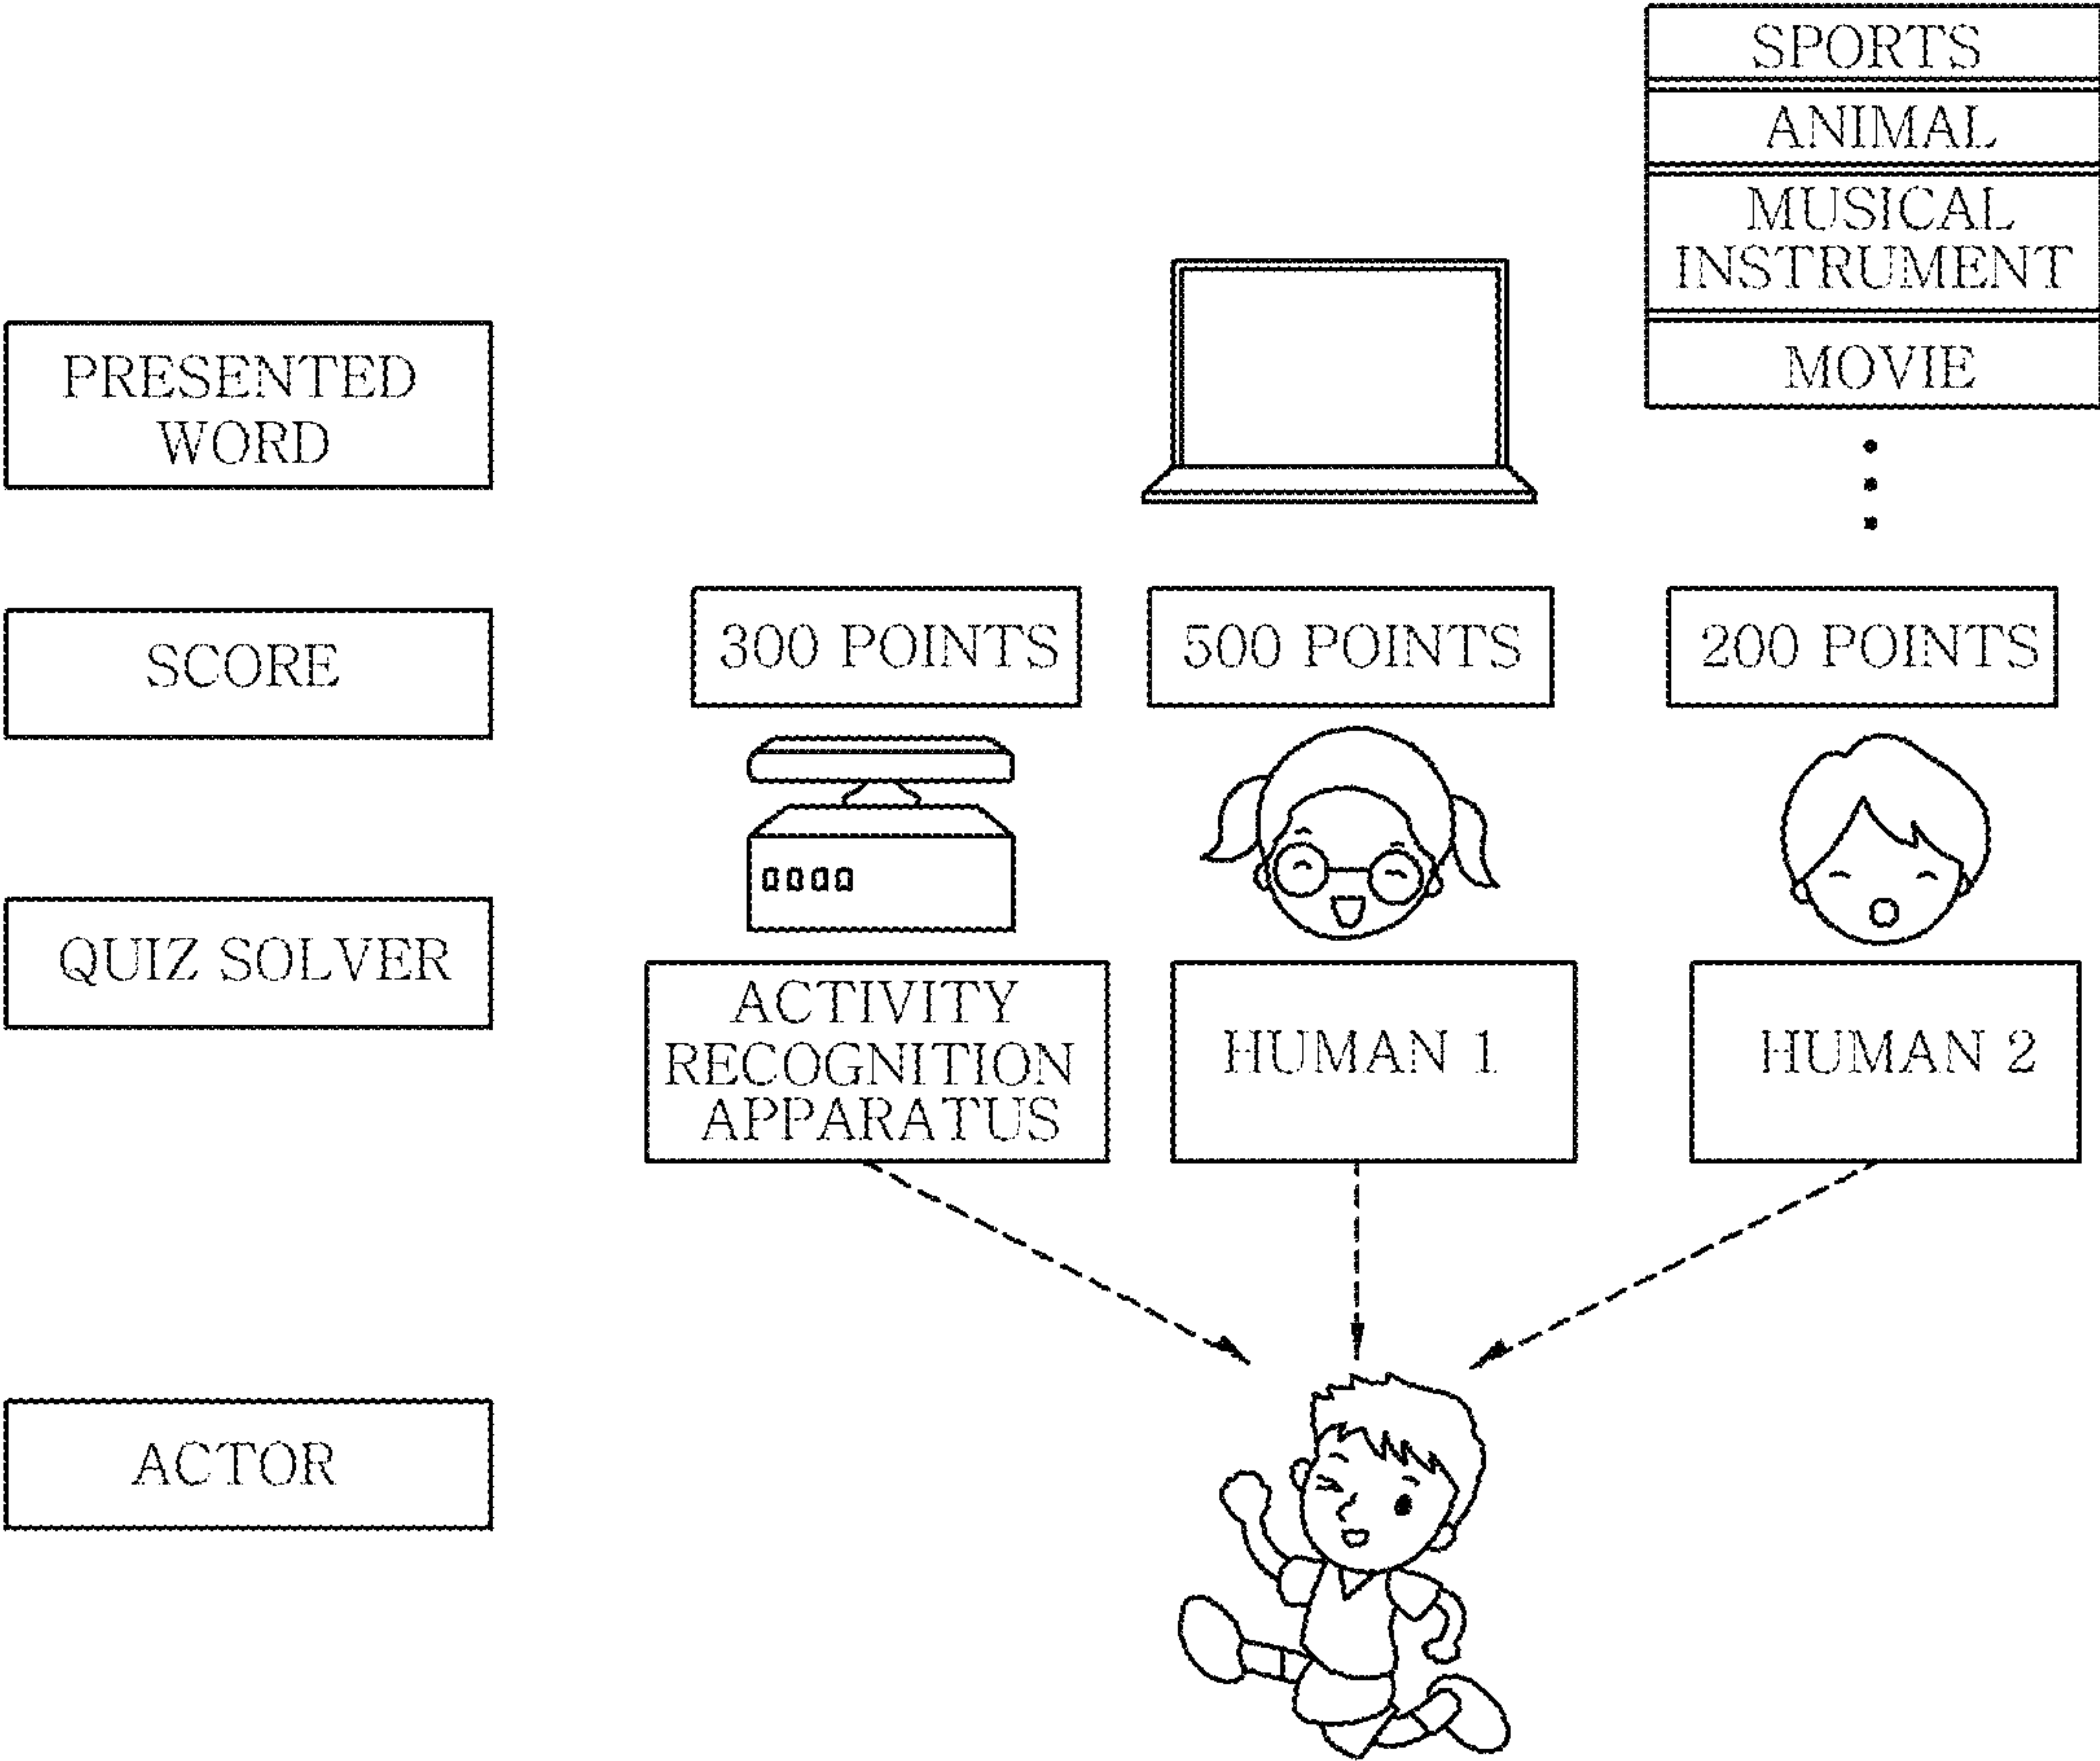 SPORTS
ANIMAL
MUSICAL
INSTRUMENT
MOVIE
PRESENTED
WORD
SCORE
300 POINTS
500 POINTS
200 POINTS
QUIZ SOLVER
ACTIVITY
RECOGNITION
APPARATUS
HUMAN 1
HUMAN 2
ACTOR